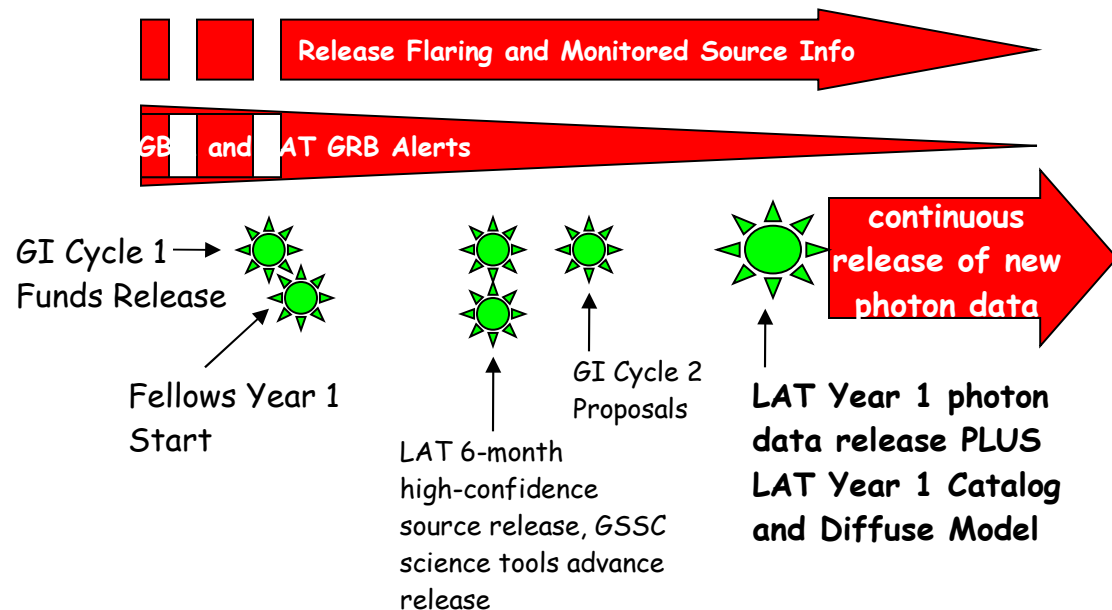 Release Flaring and Monitored Source Info
GB and AT GRB Alerts
GI Cycle 1
Funds Release
Fellows Year 1
Start
LAT 6-month
high-confidence
source release, GSSC
science tools advance
release
GI Cycle 2
Proposals
LAT Year 1 photon
data release PLUS
LAT Year 1 Catalog
and Diffuse Model
continuous
release of new
photon data